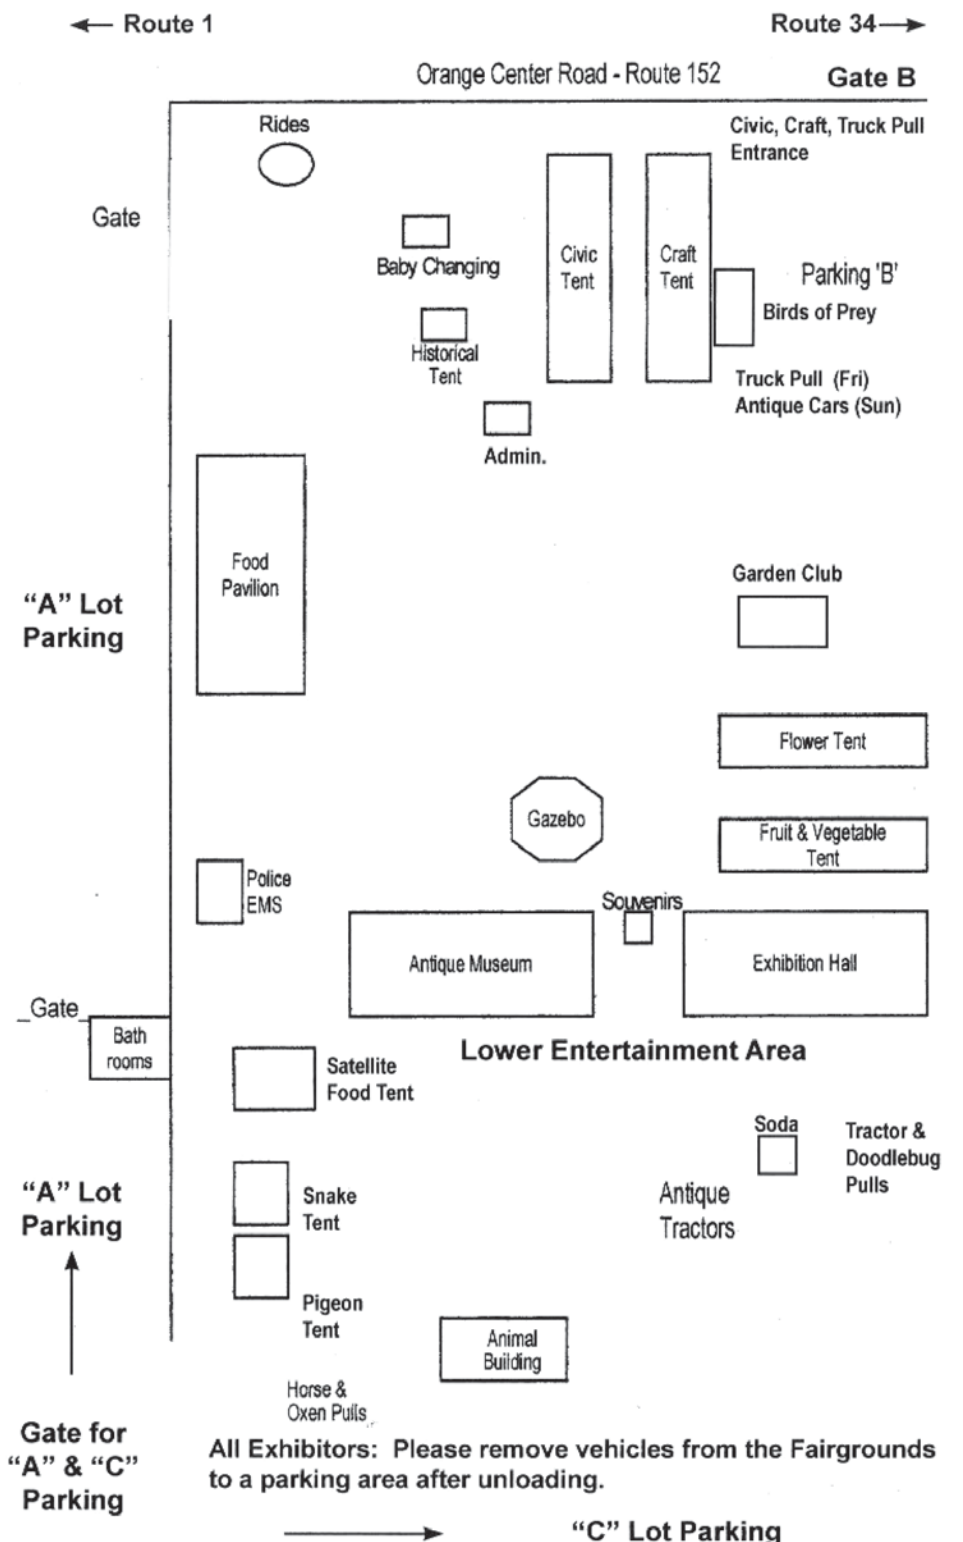 Route 1
Route 34
Orange Center Road - Route 152
Gate B
Rides
Civic, Craft, Truck Pull
Entrance
Gate
Baby Changing
Civic
Tent
Craft
Tent
Parking 'B'
Birds of Prey
Historical
Tent
Truck Pull (Fri)
Antique Cars (Sun)
Admin.
Food
Pavilion
"A" Lot
Parking
Garden Club
Flower Tent
Gazebo
Fruit & Vegetable
Tent
Police
EMS
Souvenirs
Antique Museum
Exhibition Hall
_Gate_
Bath
rooms
Lower Entertainment Area
Satellite
Food Tent
Soda
Tractor &
Doodlebug
Pulls
"A" Lot
Parking
Snake
Tent
Antique
Tractors
Pigeon
Tent
Animal
Building
Horse &
Oxen Pulls
Gate for
"A" & "C"
Parking
All Exhibitors: Please remove vehicles from the Fairgrounds
to a parking area after unloading.
"C" Lot Parking